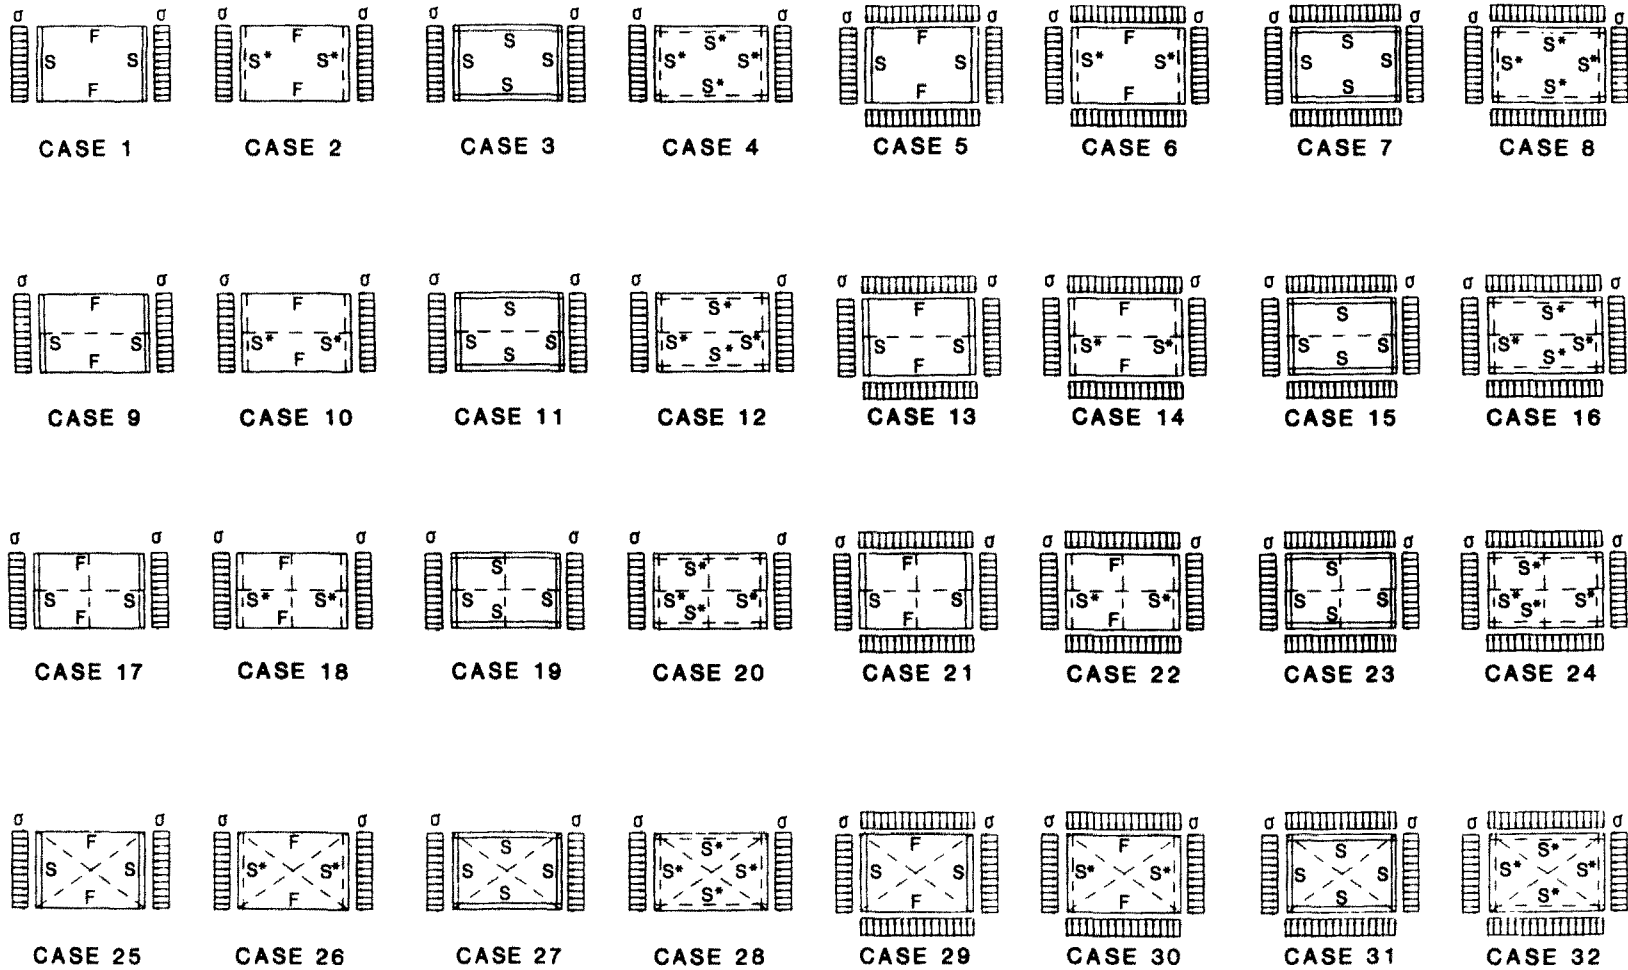 σ σ σ σ σ σ σ σ σ σ σ σ σ σ σ σ
F F S S* F F S S*
S S S* S* S S S* S* S S S* S* S S S* S*
F F S S* F F S S*
CASE 1 CASE 2 CASE 3 CASE 4 CASE 5 CASE 6 CASE 7 CASE 8
σ σ σ σ σ σ σ σ σ σ σ σ σ σ σ σ
F F S S* F F S S*
S S S* S* S S S* S* S S S* S* S S S* S*
F F S S* F F S S*
CASE 9 CASE 10 CASE 11 CASE 12 CASE 13 CASE 14 CASE 15 CASE 16
σ σ σ σ σ σ σ σ σ σ σ σ σ σ σ σ
F F S S* F F S S*
S S S* S* S S S* S* S S S* S* S S S* S*
F F S S* F F S S*
CASE 17 CASE 18 CASE 19 CASE 20 CASE 21 CASE 22 CASE 23 CASE 24
σ σ σ σ σ σ σ σ σ σ σ σ σ σ σ σ
F F S S* F F S S*
S S S* S* S S S* S* S S S* S* S S S* S*
F F S S* F F S S*
CASE 25 CASE 26 CASE 27 CASE 28 CASE 29 CASE 30 CASE 31 CASE 32